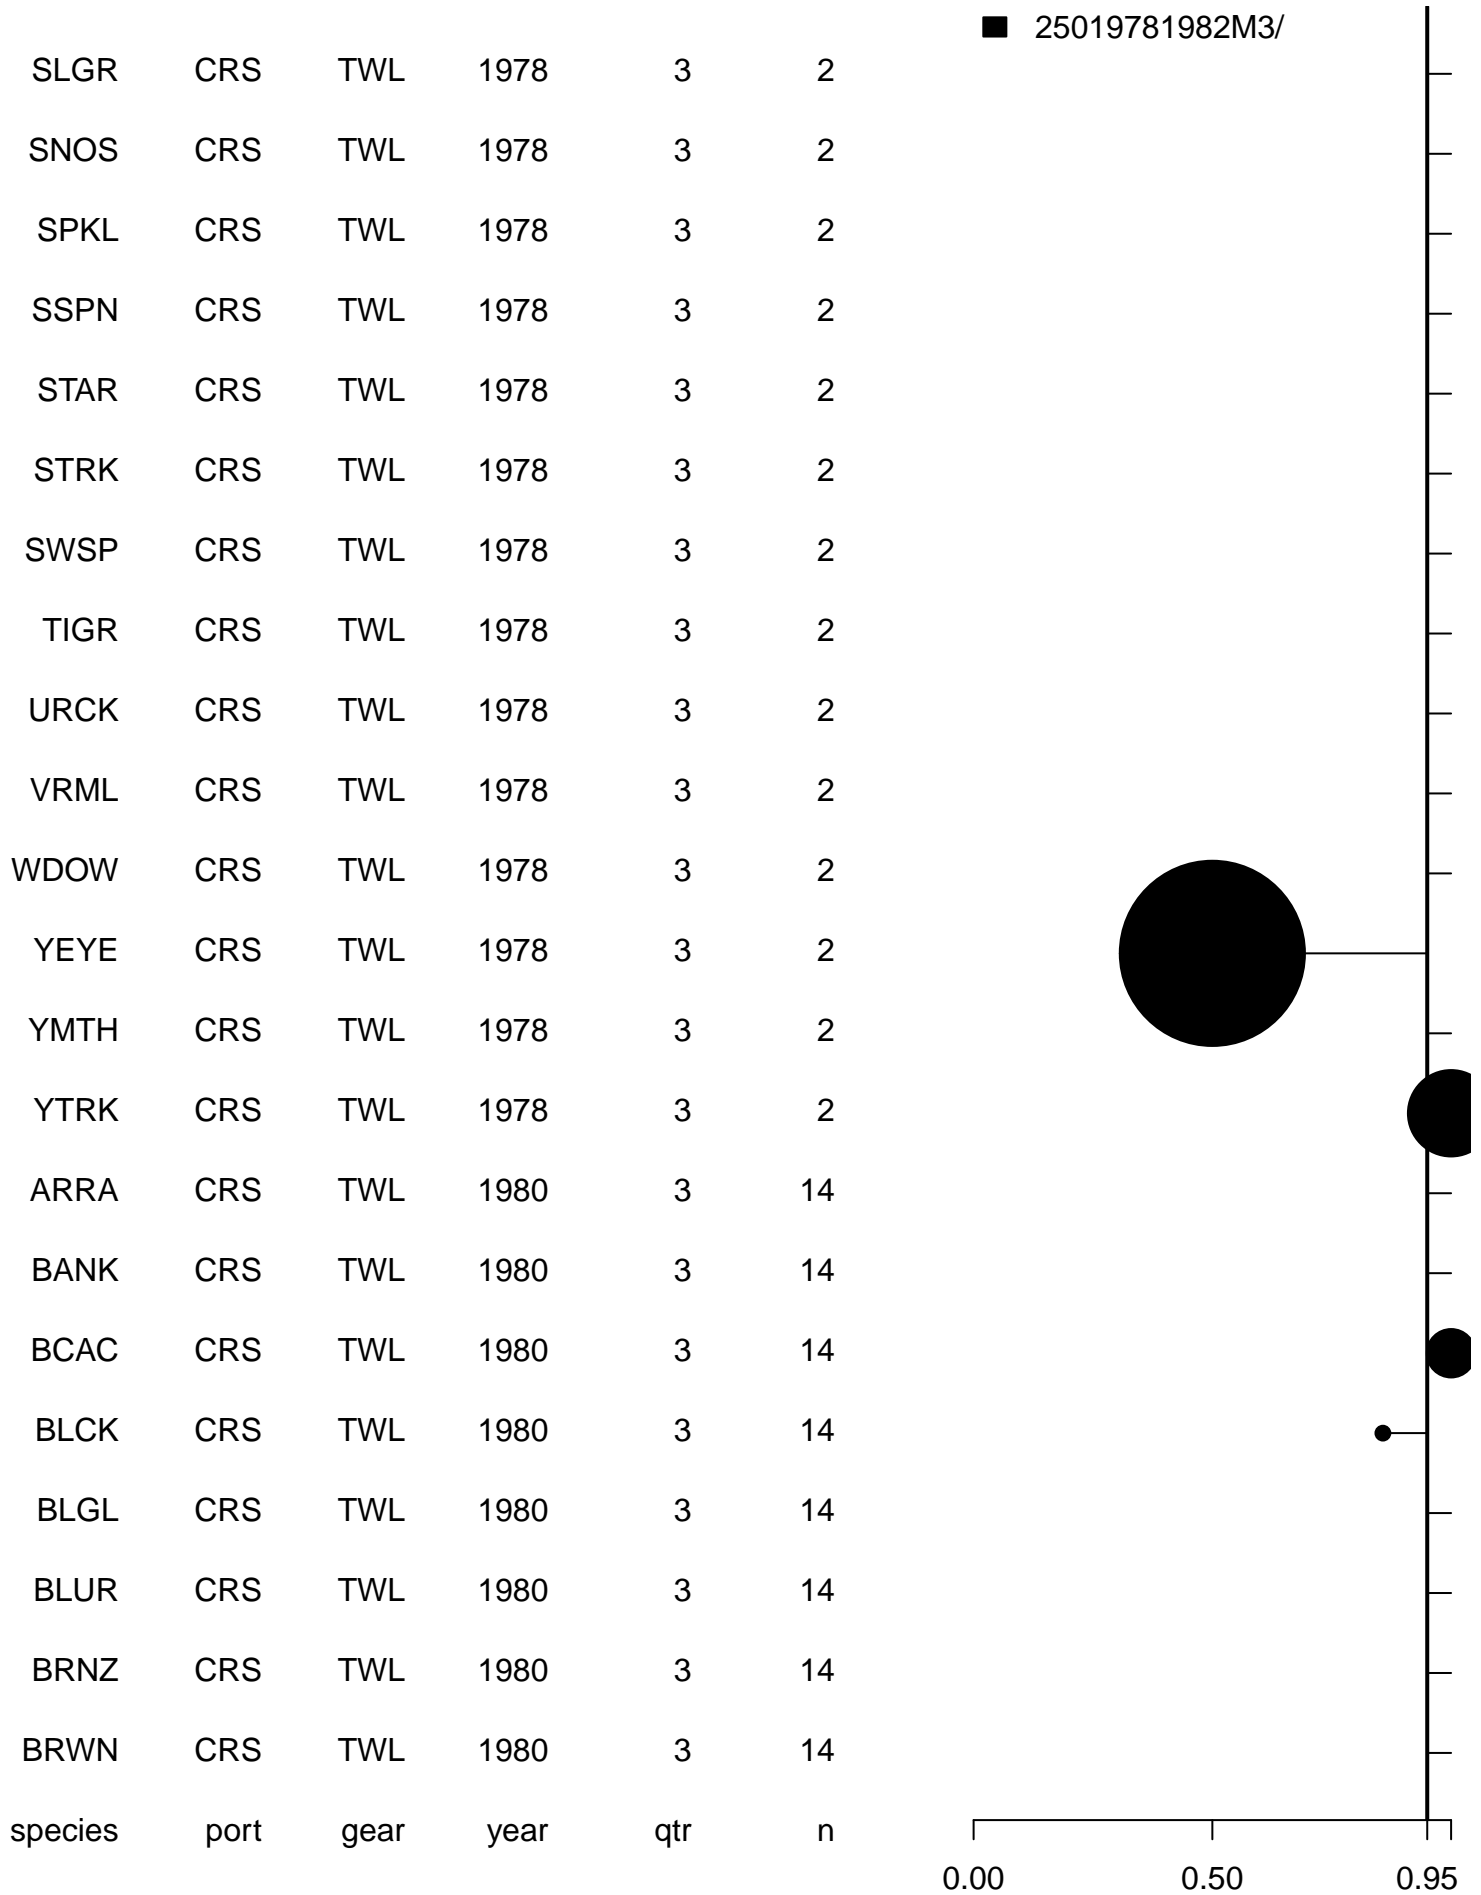 25019781982M3/
SLGR CRS TWL 1978 3 2
SNOS CRS TWL 1978 3 2
SPKL CRS TWL 1978 3 2
SSPN CRS TWL 1978 3 2
STAR CRS TWL 1978 3 2
STRK CRS TWL 1978 3 2
SWSP CRS TWL 1978 3 2
TIGR CRS TWL 1978 3 2
URCK CRS TWL 1978 3 2
VRML CRS TWL 1978 3 2
WDOW CRS TWL 1978 3 2
YEYE CRS TWL 1978 3 2
YMTH CRS TWL 1978 3 2
YTRK CRS TWL 1978 3 2
ARRA CRS TWL 1980 3 14
BANK CRS TWL 1980 3 14
BCAC CRS TWL 1980 3 14
BLCK CRS TWL 1980 3 14
BLGL CRS TWL 1980 3 14
BLUR CRS TWL 1980 3 14
BRNZ CRS TWL 1980 3 14
BRWN CRS TWL 1980 3 14
species port gear year qtr n
0.00 0.50 0.95